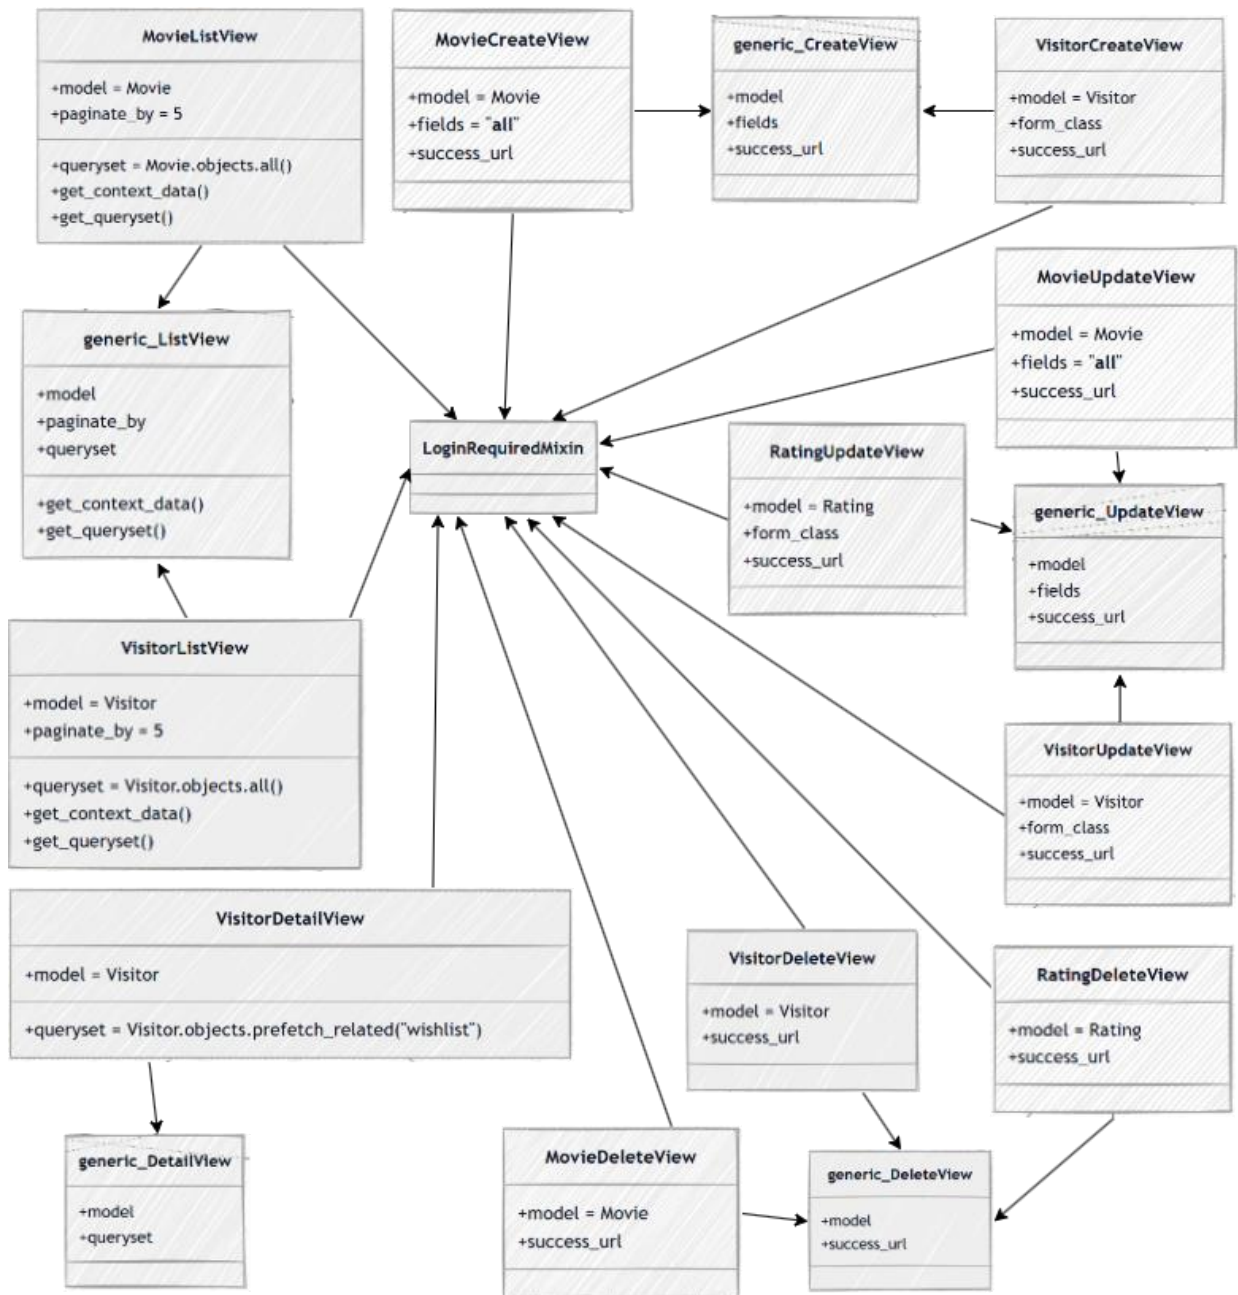 MovieListView
+model = Movie
+paginate_by = 5
+queryset = Movie.objects.all()
+get_context_data()
+get_queryset()
MovieCreateView
+model = Movie
+fields = "all"
+success_url
generic_CreateView
+model
+fields
+success_url
VisitorCreateView
+model = Visitor
+form_class
+success_url
generic_ListView
+model
+paginate_by
+queryset
+get_context_data()
+get_queryset()
MovieUpdateView
+model = Movie
+fields = "all"
+success_url
LoginRequiredMixin
RatingUpdateView
+model = Rating
+form_class
+success_url
generic_UpdateView
+model
+fields
+success_url
VisitorListView
+model = Visitor
+paginate_by = 5
+queryset = Visitor.objects.all()
+get_context_data()
+get_queryset()
VisitorUpdateView
+model = Visitor
+form_class
+success_url
VisitorDetailView
+model = Visitor
+queryset = Visitor.objects.prefetch_related("wishlist")
VisitorDeleteView
+model = Visitor
+success_url
RatingDeleteView
+model = Rating
+success_url
generic_DetailView
+model
+queryset
MovieDeleteView
+model = Movie
+success_url
generic_DeleteView
+model
+success_url